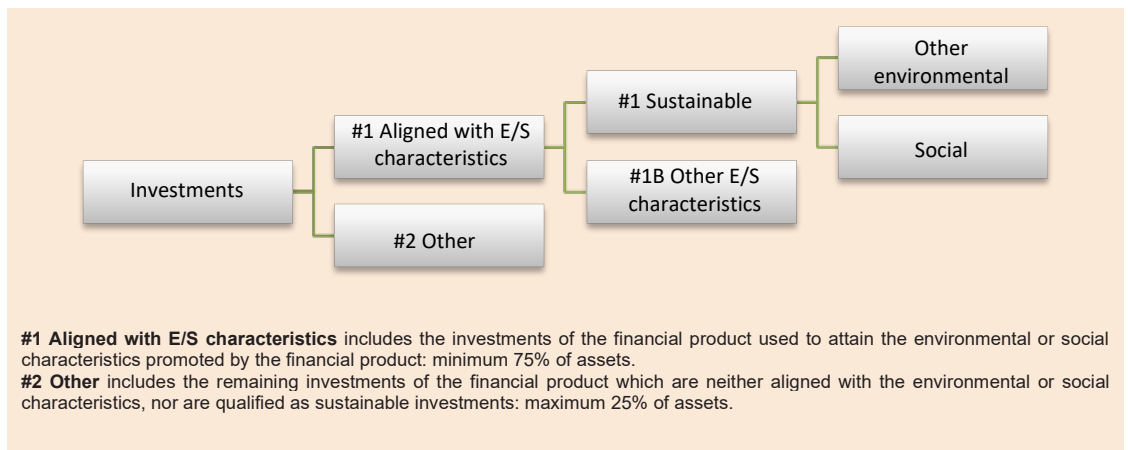 Other
environmental
#1 Sustainable
#1 Aligned with E/S
characteristics
Social
Investments
#1B Other E/S
characteristics
#2 Other
#1 Aligned with E/S characteristics includes the investments of the financial product used to attain the environmental or social
characteristics promoted by the financial product: minimum 75% of assets.
#2 Other includes the remaining investments of the financial product which are neither aligned with the environmental or social
characteristics, nor are qualified as sustainable investments: maximum 25% of assets.